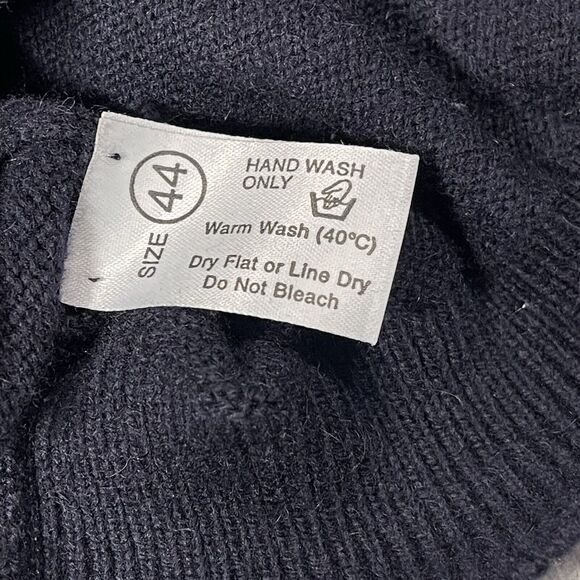 SIZE 44
HAND WASH
ONLY
Warm Wash (40°C)
Dry Flat or Line Dry
Do Not Bleach